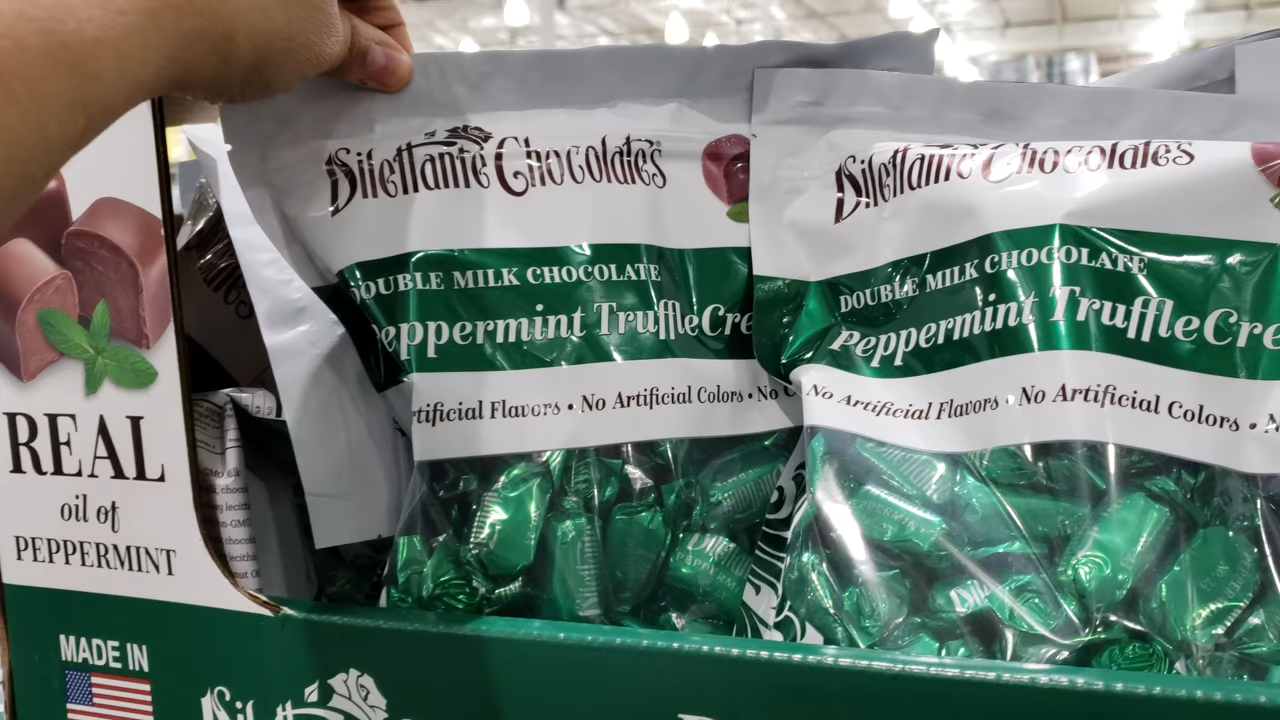 Dilettante Chocolates®
DOUBLE MILK CHOCOLATE
Peppermint TruffleCre
rtificial Flavors • No Artificial Colors • No C
Dilettante Chocolates
DOUBLE MILK CHOCOLATE
Peppermint TruffleCre
No Artificial Flavors • No Artificial Colors • N
REAL
oil of
PEPPERMINT
MADE IN